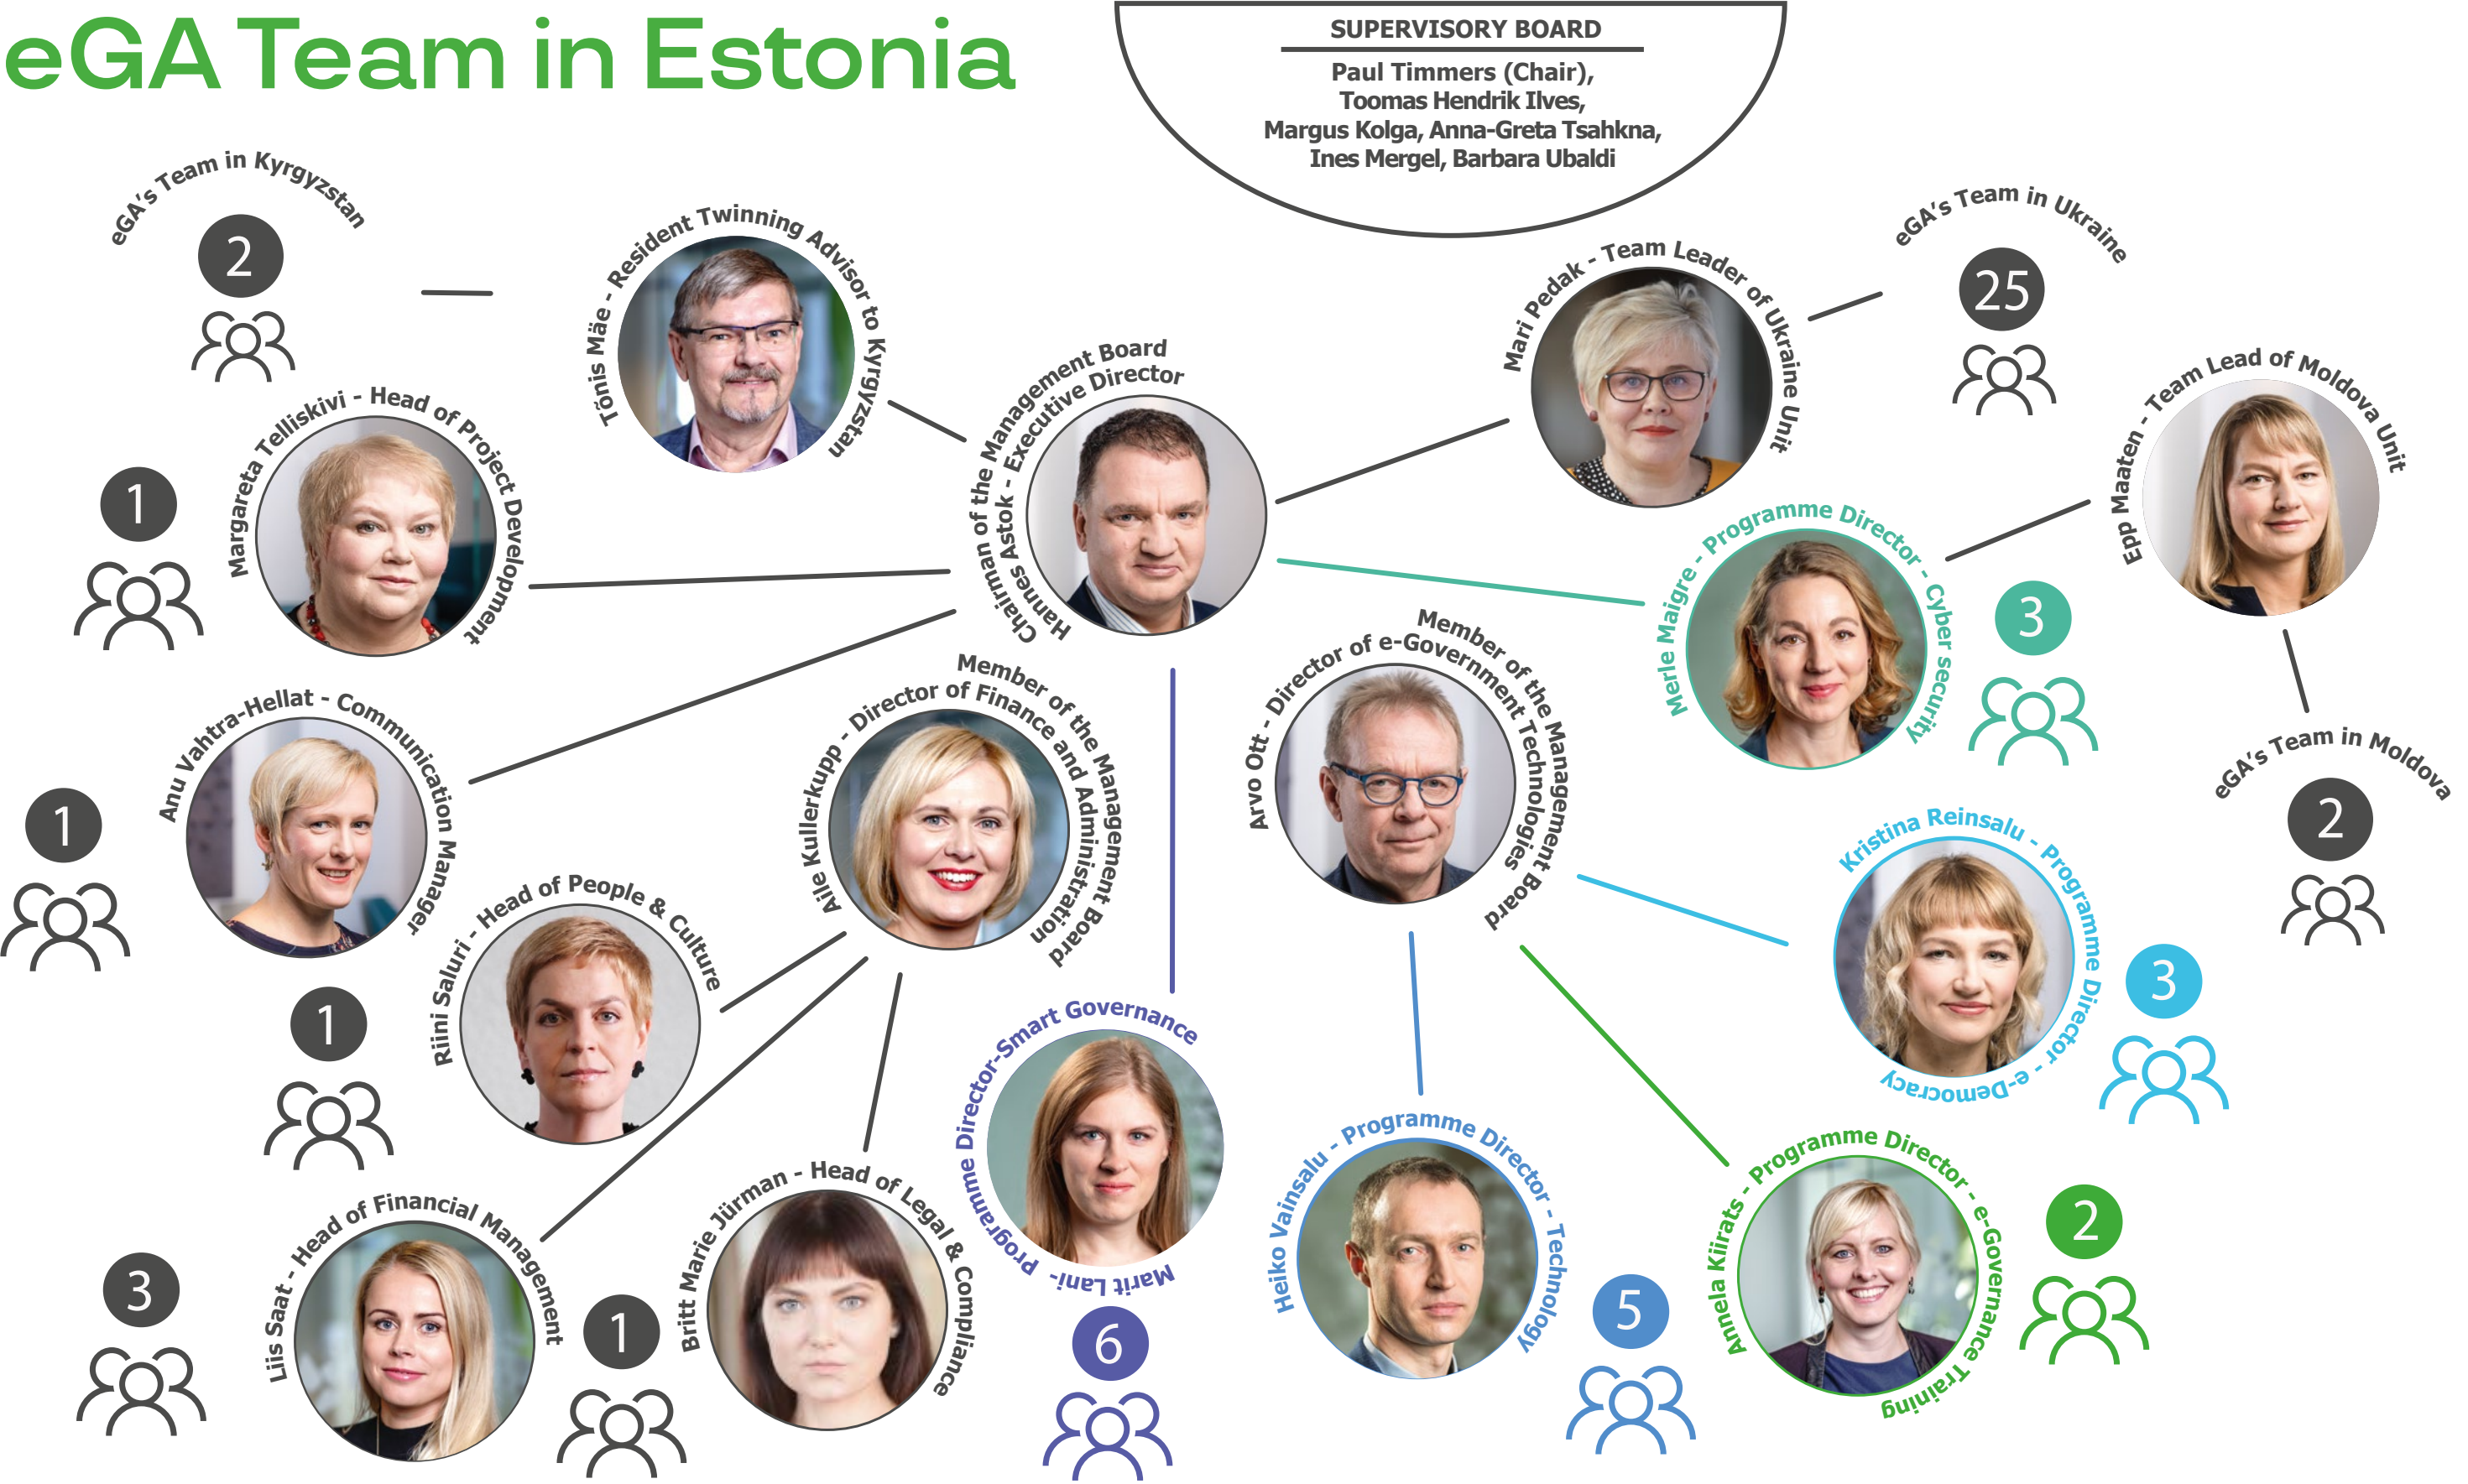 eGA Team in Estonia
SUPERVISORY BOARD
Paul Timmers (Chair),
Toomas Hendrik Ilves,
Margus Kolga, Anna-Greta Tsahkna,
Ines Mergel, Barbara Ubaldi
eGA's Team in Kyrgyzstan
2
Tõnis Mäe - Resident Twinning Advisor to Kyrgyzstan
Mari Pedak - Team Leader of Ukraine Unit
eGA's Team in Ukraine
25
Margareta Telliskivi - Head of Project Development
1
Chairman of the Management Board
Hannes Astok - Executive Director
Epp Maaten - Team Lead of Moldova Unit
Merle Maigre - Programme Director - Cyber security
3
eGA's Team in Moldova
2
Anu Vahtra-Hellat - Communication Manager
1
Member of the Management Board
Aile Kullerkupp - Director of Finance and Administration
Member of the Management Board
Arvo Ott - Director of e-Government Technologies
Kristina Reinsalu - Programme Director - e-Democracy
3
Riini Saluri - Head of People & Culture
1
Marit Lani- Programme Director-Smart Governance
6
Heiko Vainsalu - Programme Director - Technology
5
Annela Kiirats - Programme Director - e-Governance Training
2
Liis Saat - Head of Financial Management
3
Britt Marie Jürman - Head of Legal & Compliance
1